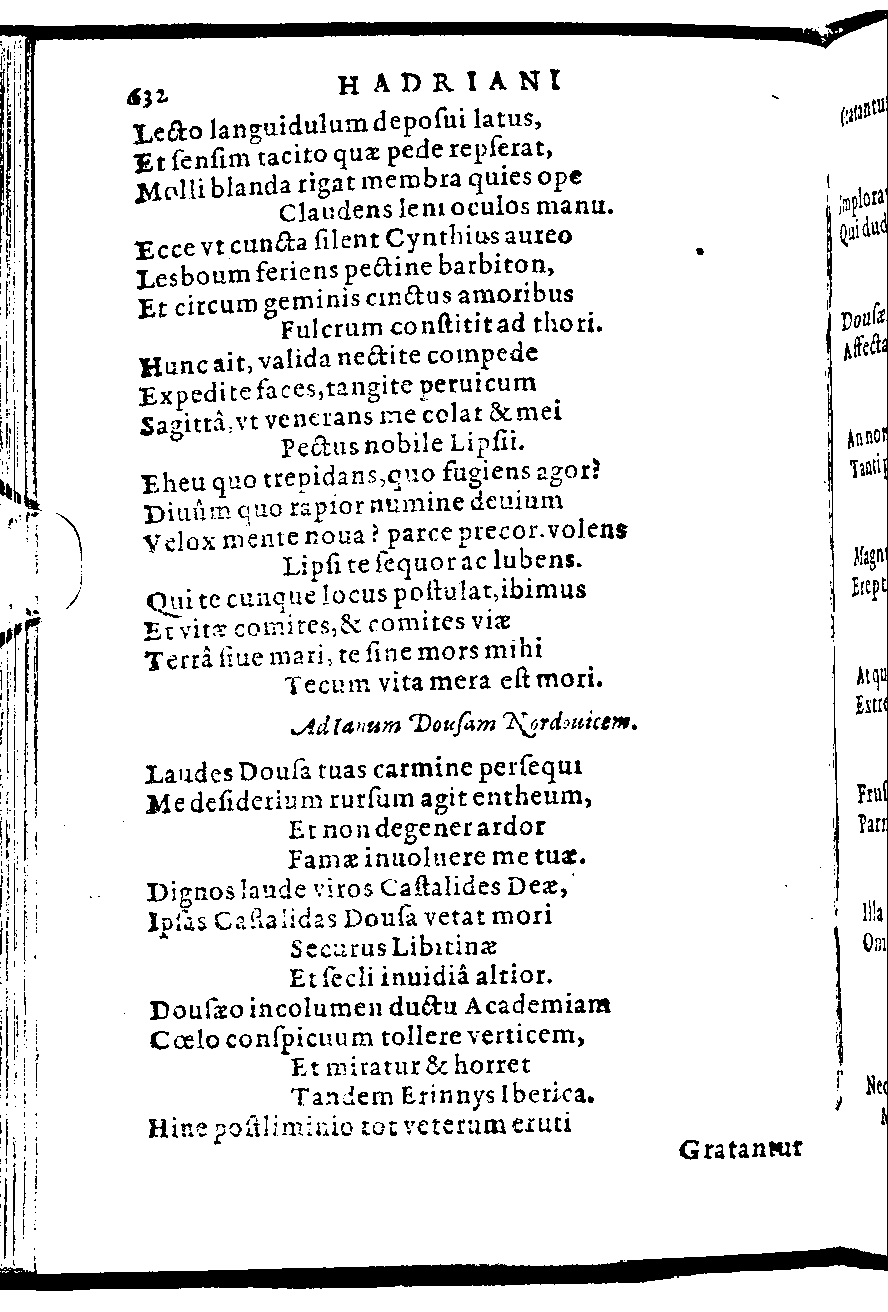 632 HADRIANI
Lecto languidulum deposui latus,
Et ſenſim tacito quæ pede repſerat,
Molli blanda rigat membra quies ope
Claudens leni oculos manu.
Ecce vt cuncta ſilent Cynthius aureo
Lesboum feriens pectine barbiton,
Et circum geminis cinctus amoribus
Fulcrum conſtitit ad thori.
Hunc ait, valida nectite compede
Expedite faces, tangite peruicum
Sagittâ, vt venerans me colat & mei
Pectus nobile Lipſii.
Eheu quo trepidans, quo fugiens agor?
Diuûm quo rapior numine deuium
Velox mente noua? parce precor. volens
Lipſi te ſequor ac lubens.
Qui te cunque locus poſtulat, ibimus
Et vitæ comites, & comites viæ
Terrâ ſiue mari, te ſine mors mihi
Tecum vita mera eſt mori.
Ad Ianum Douſam Nordouicem.
Laudes Douſa tuas carmine perſequi
Me deſiderium rurſum agit entheum,
Et non degener ardor
Famæ inuoluere me tuæ.
Dignos laude viros Caſtalides Deæ,
Ipſas Caſtalidas Douſa vetat mori
Securus Libitinæ
Et ſecli inuidiâ altior.
Douſæo incolumen ductu Academiam
Cœlo conſpicuum tollere verticem,
Et miratur & horret
Tandem Erinnys Iberica.
Hine poſtliminio tot veterum eruti
Gratantur
Implora
Qui dud
Douſæ
Affecta
Annon
Tanti
Magn
Erept
At qu
Extre
Fruſ
Parn
Illa
Om
Nec